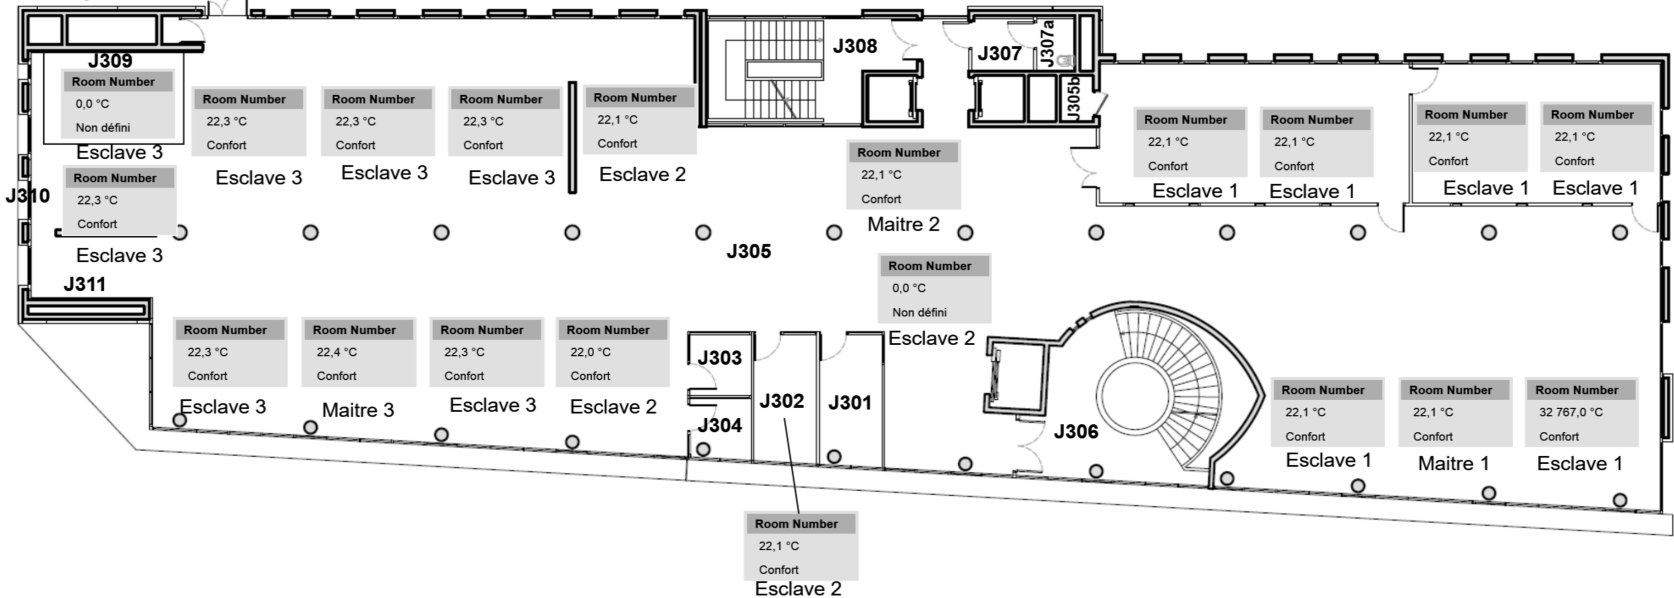 J308
J307
J307a
J309
Room Number
0,0 °C
Non défini
Esclave 3
Room Number
22,3 °C
Confort
Esclave 3
Room Number
22,3 °C
Confort
Esclave 3
Room Number
22,3 °C
Confort
Esclave 3
Room Number
22,1 °C
Confort
Esclave 2
J305b
Room Number
22,1 °C
Confort
Esclave 1
Room Number
22,1 °C
Confort
Esclave 1
Room Number
22,1 °C
Confort
Esclave 1
Room Number
22,1 °C
Confort
Esclave 1
Room Number
22,1 °C
Confort
Maitre 2
J310
Room Number
22,3 °C
Confort
Esclave 3
J305
Room Number
0,0 °C
Non défini
Esclave 2
J311
Room Number
22,3 °C
Confort
Esclave 3
Room Number
22,4 °C
Confort
Maitre 3
Room Number
22,3 °C
Confort
Esclave 3
Room Number
22,0 °C
Confort
Esclave 2
J303
J304
J302
J301
J306
Room Number
22,1 °C
Confort
Esclave 1
Room Number
22,1 °C
Confort
Maitre 1
Room Number
32 767,0 °C
Confort
Esclave 1
Room Number
22,1 °C
Confort
Esclave 2